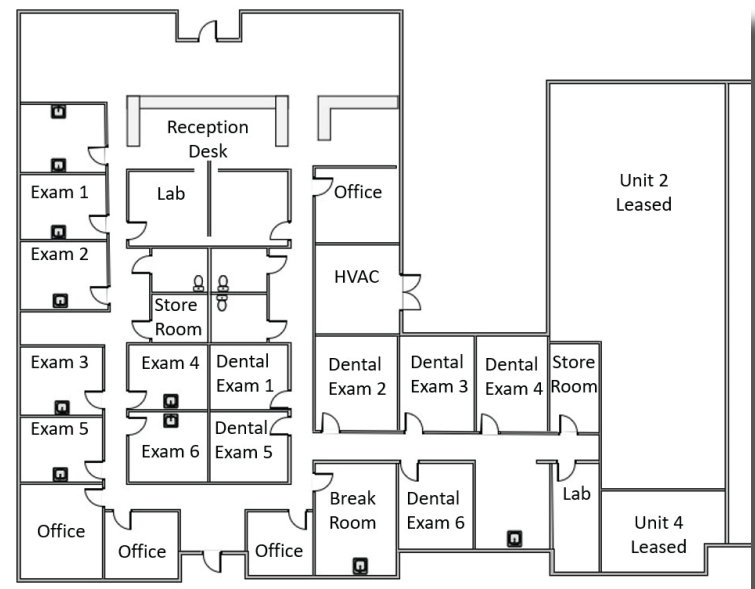 Reception
Desk
Exam 1
Lab
Office
Unit 2
Leased
Exam 2
HVAC
Store
Room
Exam 3
Exam 4
Dental
Exam 1
Dental
Exam 2
Dental
Exam 3
Dental
Exam 4
Store
Room
Exam 5
Exam 6
Dental
Exam 5
Break
Room
Dental
Exam 6
Lab
Unit 4
Leased
Office
Office
Office